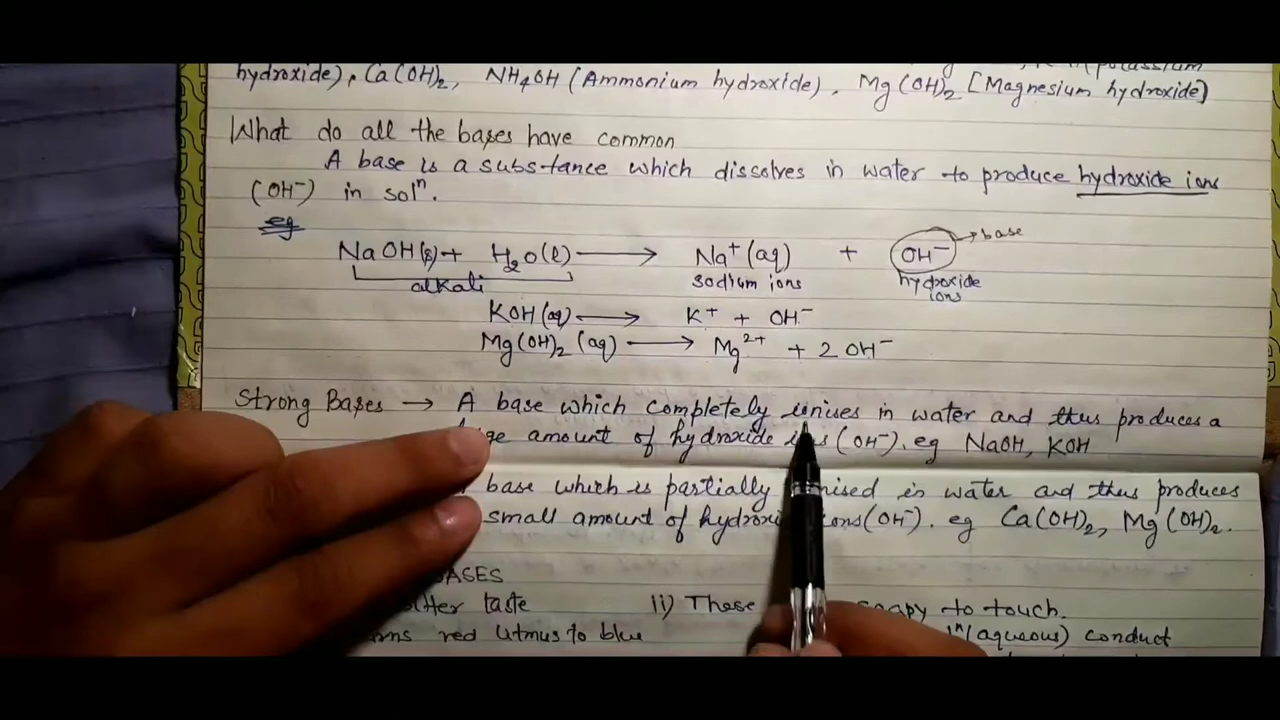 hydroxide), Ca(OH)₂, NH₄OH (Ammonium hydroxide), Mg(OH)₂ [Magnesium hydroxide]
What do all the bases have common
A base is a substance which dissolves in water to produce hydroxide ions
(OH⁻) in solⁿ.
eg
NaOH(s) + H₂O(l) ⟶ Na⁺(aq) + OH⁻ → base
alkali sodium ions hydroxide ions
KOH(aq) ⟶ K⁺ + OH⁻
Mg(OH)₂ (aq) ⟶ Mg²⁺ + 2 OH⁻
Strong Bases → A base which completely ionises in water and thus produces a
amount of hydroxide (OH⁻). eg NaOH, KOH
base which is partially in water and thus produces
small amount of ions(OH⁻). eg Ca(OH)₂, Mg(OH)₂.
BASES
taste ii) These to touch.
red litmus to blue (aqueous) conduct